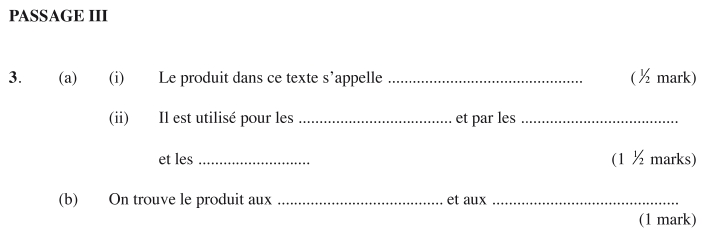 PASSAGE III
3. (a) (i) Le produit dans ce texte s’appelle ............................................... (½ mark)
(ii) Il est utilisé pour les ..................................... et par les ......................................
et les ........................... (1 ½ marks)
(b) On trouve le produit aux ........................................ et aux .............................................
(1 mark)